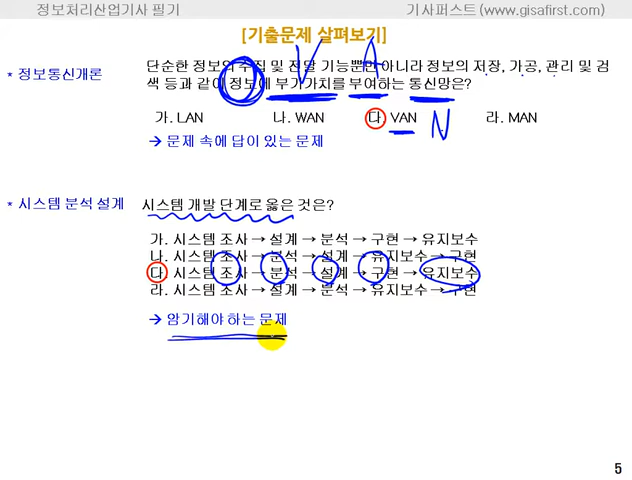 정보처리산업기사 필기
기사퍼스트 (www.gisafirst.com)
[기출문제 살펴보기]
* 정보통신개론
단순한 정보의 수집 및 전달 기능뿐만 아니라 정보의 저장, 가공, 관리 및 검
색 등과 같이 정보에 부가가치를 부여하는 통신망은?
V A N
가. LAN 나. WAN 다. VAN 라. MAN
→ 문제 속에 답이 있는 문제
* 시스템 분석 설계
시스템 개발 단계로 옳은 것은?
가. 시스템 조사 → 설계 → 분석 → 구현 → 유지보수
나. 시스템 조사 → 분석 → 설계 → 유지보수 → 구현
다. 시스템 조사 → 분석 → 설계 → 구현 → 유지보수
라. 시스템 조사 → 설계 → 분석 → 유지보수 → 구현
→ 암기해야 하는 문제
5